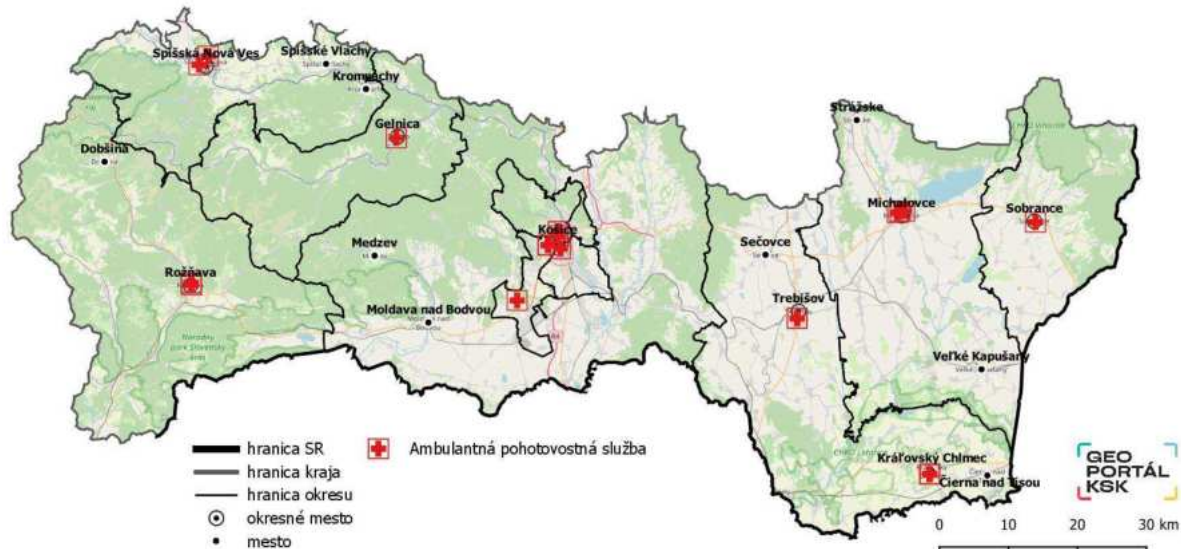 Spišská Nová Ves
Spišské Vlachy
Krompachy
Gelnica
Dobšiná
Strážske
Michalovce
Sobrance
Košice
Medzev
Sečovce
Rožňava
Moldava nad Bodvou
Trebišov
Národný
park Slovenský
kras
Veľké Kapušany
Kráľovský Chlmec
Čierna nad Tisou
hranica SR
hranica kraja
hranica okresu
okresné mesto
mesto
Ambulantná pohotovostná služba
GEO
PORTÁL
KSK
0 10 20 30 km